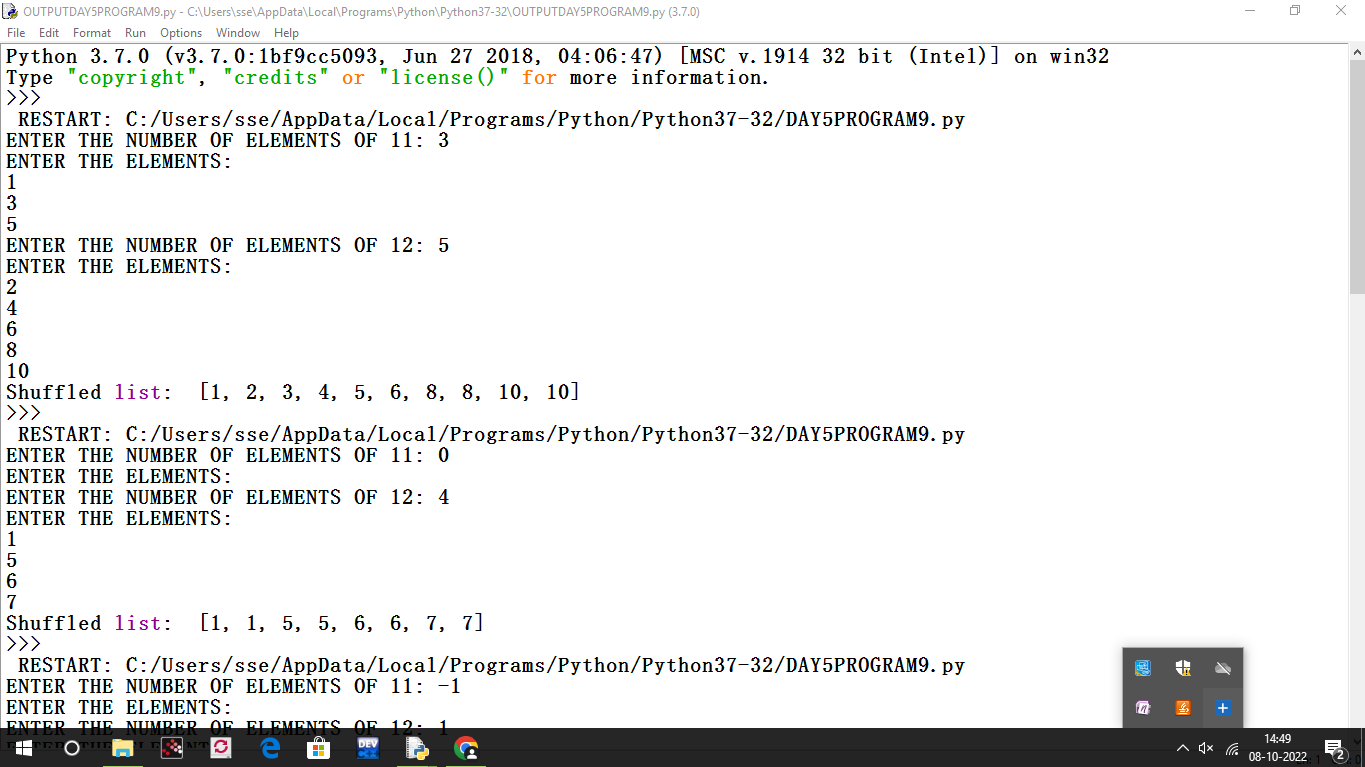 OUTPUTDAY5PROGRAM9.py - C:\Users\sse\AppData\Local\Programs\Python\Python37-32\OUTPUTDAY5PROGRAM9.py (3.7.0)
File Edit Format Run Options Window Help
Python 3.7.0 (v3.7.0:1bf9cc5093, Jun 27 2018, 04:06:47) [MSC v.1914 32 bit (Intel)] on win32
Type "copyright", "credits" or "license()" for more information.
>>>
RESTART: C:/Users/sse/AppData/Local/Programs/Python/Python37-32/DAY5PROGRAM9.py
ENTER THE NUMBER OF ELEMENTS OF 11: 3
ENTER THE ELEMENTS:
1
3
5
ENTER THE NUMBER OF ELEMENTS OF 12: 5
ENTER THE ELEMENTS:
2
4
6
8
10
Shuffled list:  [1, 2, 3, 4, 5, 6, 8, 8, 10, 10]
>>>
RESTART: C:/Users/sse/AppData/Local/Programs/Python/Python37-32/DAY5PROGRAM9.py
ENTER THE NUMBER OF ELEMENTS OF 11: 0
ENTER THE ELEMENTS:
ENTER THE NUMBER OF ELEMENTS OF 12: 4
ENTER THE ELEMENTS:
1
5
6
7
Shuffled list:  [1, 1, 5, 5, 6, 6, 7, 7]
>>>
RESTART: C:/Users/sse/AppData/Local/Programs/Python/Python37-32/DAY5PROGRAM9.py
ENTER THE NUMBER OF ELEMENTS OF 11: -1
ENTER THE ELEMENTS:
ENTER THE NUMBER OF ELEMENTS OF 12: 1
DEV
14:49
08-10-2022
2